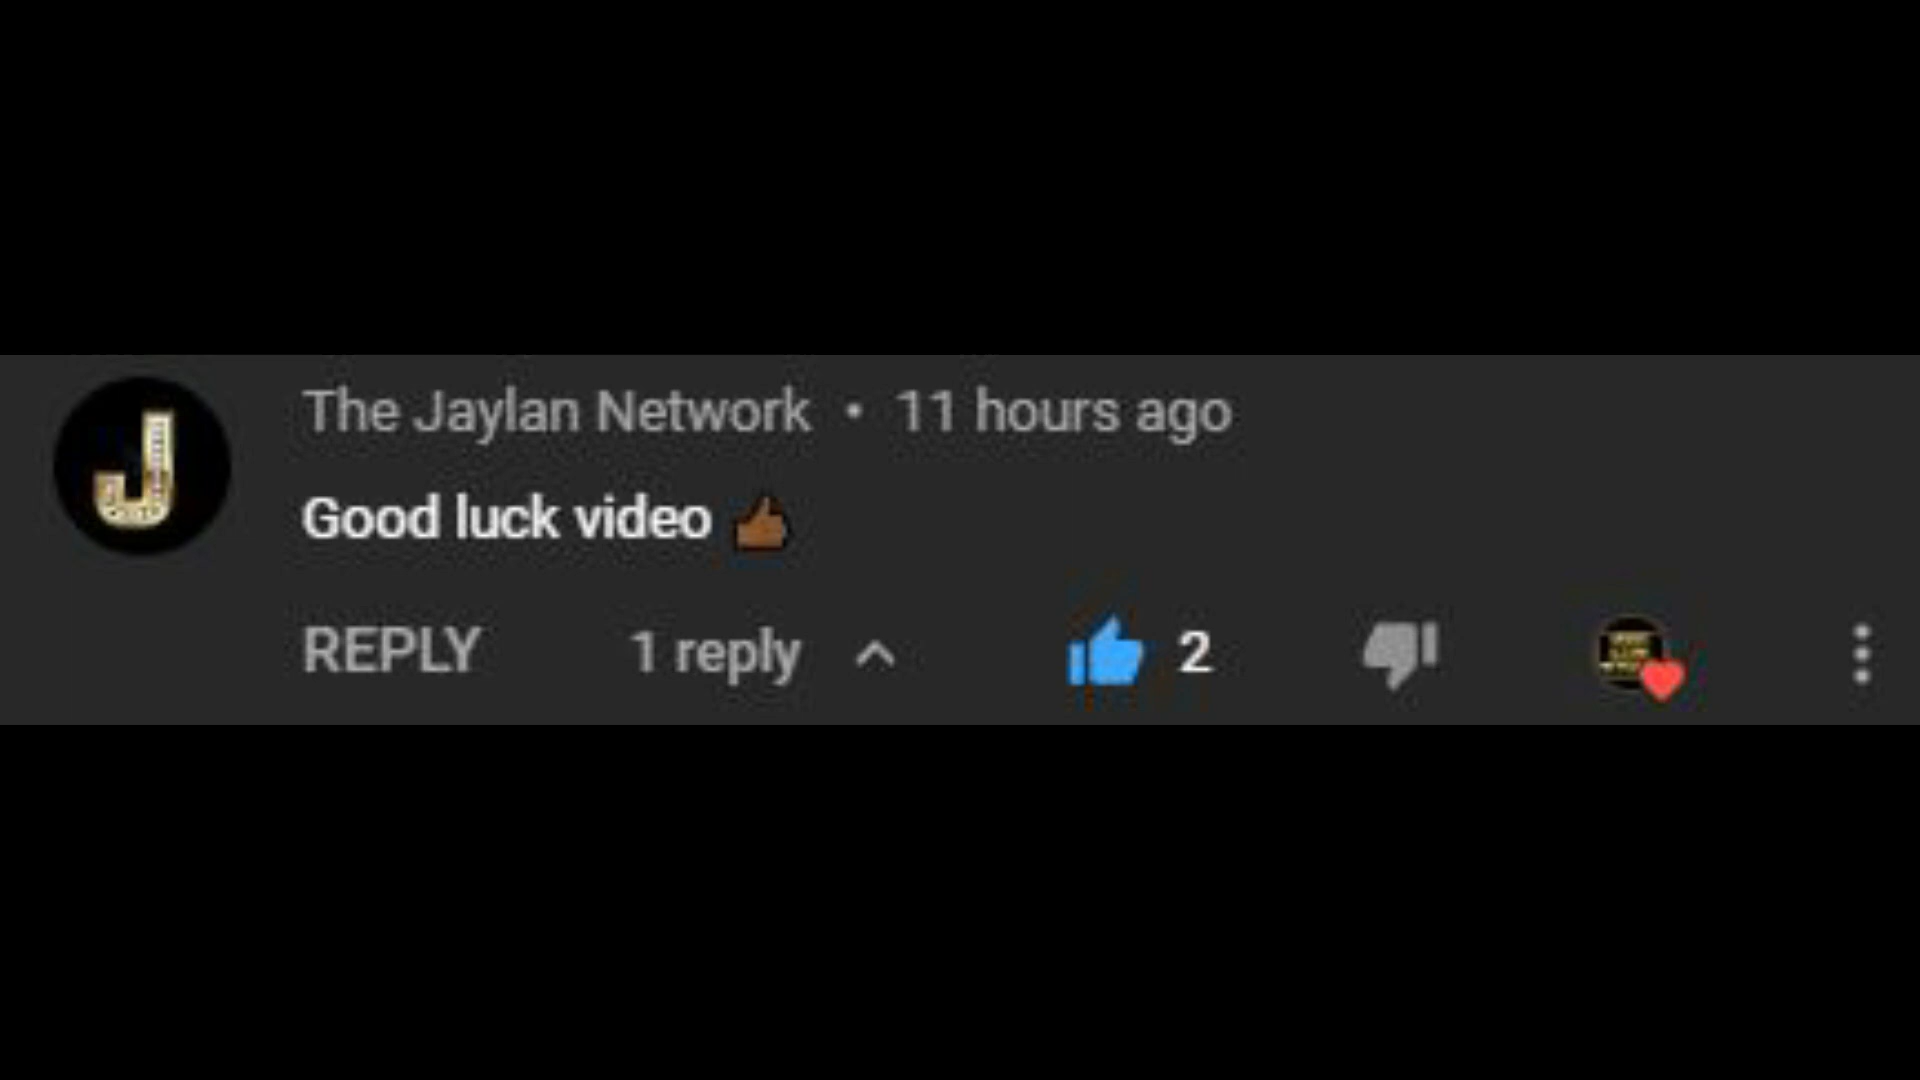 The Jaylan Network • 11 hours ago
J
Good luck video 👍🏾
REPLY 1 reply 2